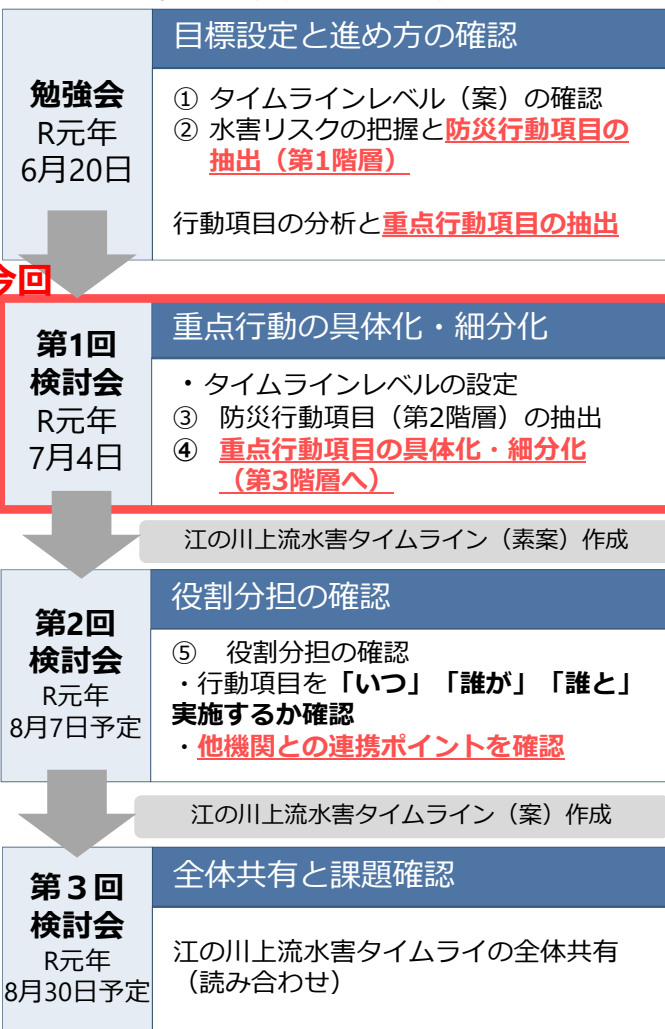 勉強会
R元年
6月20日
目標設定と進め方の確認
① タイムラインレベル（案）の確認
② 水害リスクの把握と防災行動項目の
抽出（第1階層）
行動項目の分析と重点行動項目の抽出
今回
第1回
検討会
R元年
7月4日
重点行動の具体化・細分化
・タイムラインレベルの設定
③ 防災行動項目（第2階層）の抽出
④ 重点行動項目の具体化・細分化
（第3階層へ）
江の川上流水害タイムライン（素案）作成
第2回
検討会
R元年
8月7日予定
役割分担の確認
⑤ 役割分担の確認
・行動項目を「いつ」「誰が」「誰と」
実施するか確認
・他機関との連携ポイントを確認
江の川上流水害タイムライン（案）作成
第３回
検討会
R元年
8月30日予定
全体共有と課題確認
江の川上流水害タイムライの全体共有
（読み合わせ）